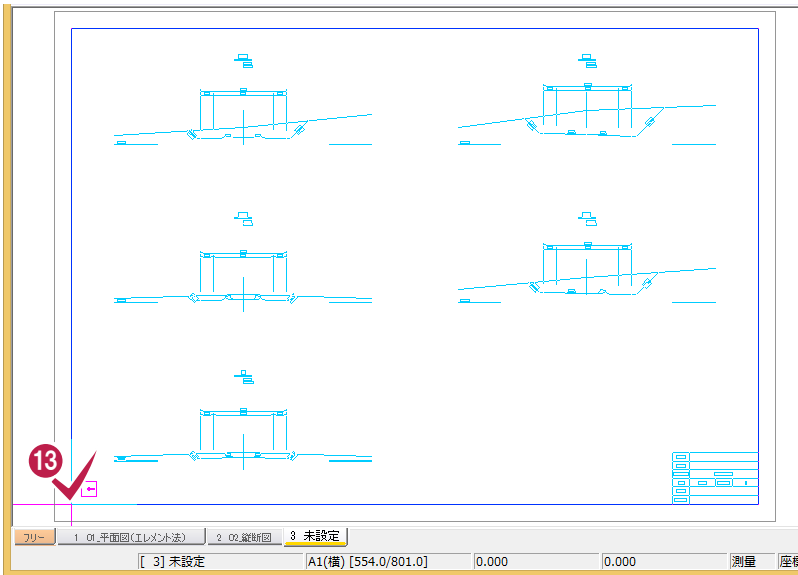 13
フリー
1 01_平面図(エレメント法)
2 02_縦断図
3 未設定
[ 3] 未設定
A1(横) [554.0/801.0]
0.000
0.000
測量
座標